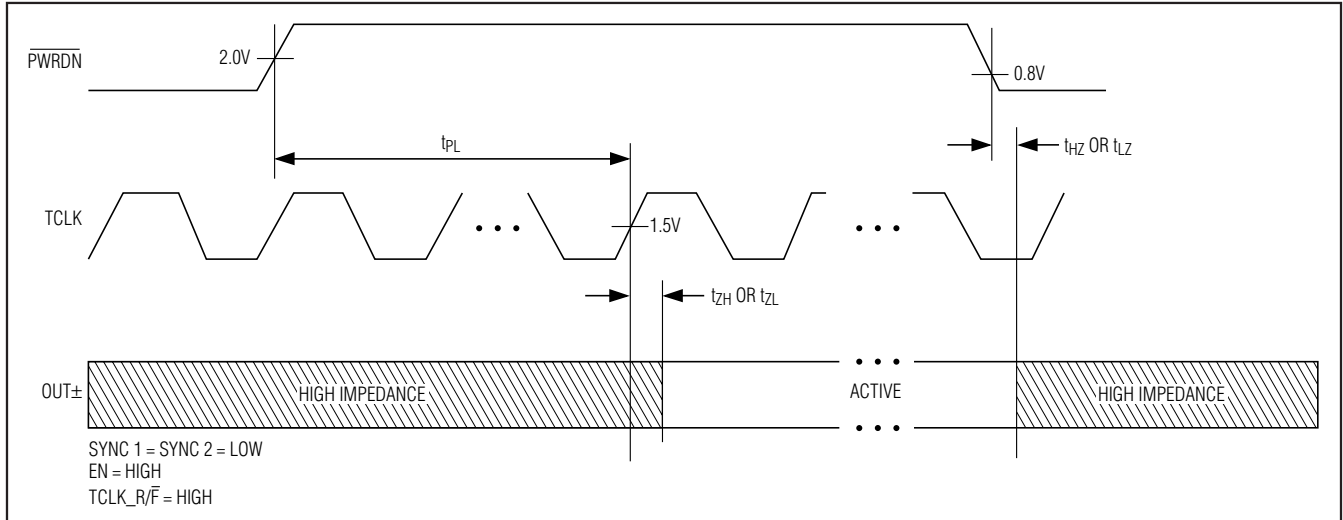 P̅W̅R̅D̅N̅
2.0V
0.8V
tPL
tHZ OR tLZ
TCLK
• • •
1.5V
• • •
tZH OR tZL
• • •
OUT±
HIGH IMPEDANCE
ACTIVE
HIGH IMPEDANCE
• • •
SYNC 1 = SYNC 2 = LOW
EN = HIGH
TCLK_R/F̅ = HIGH